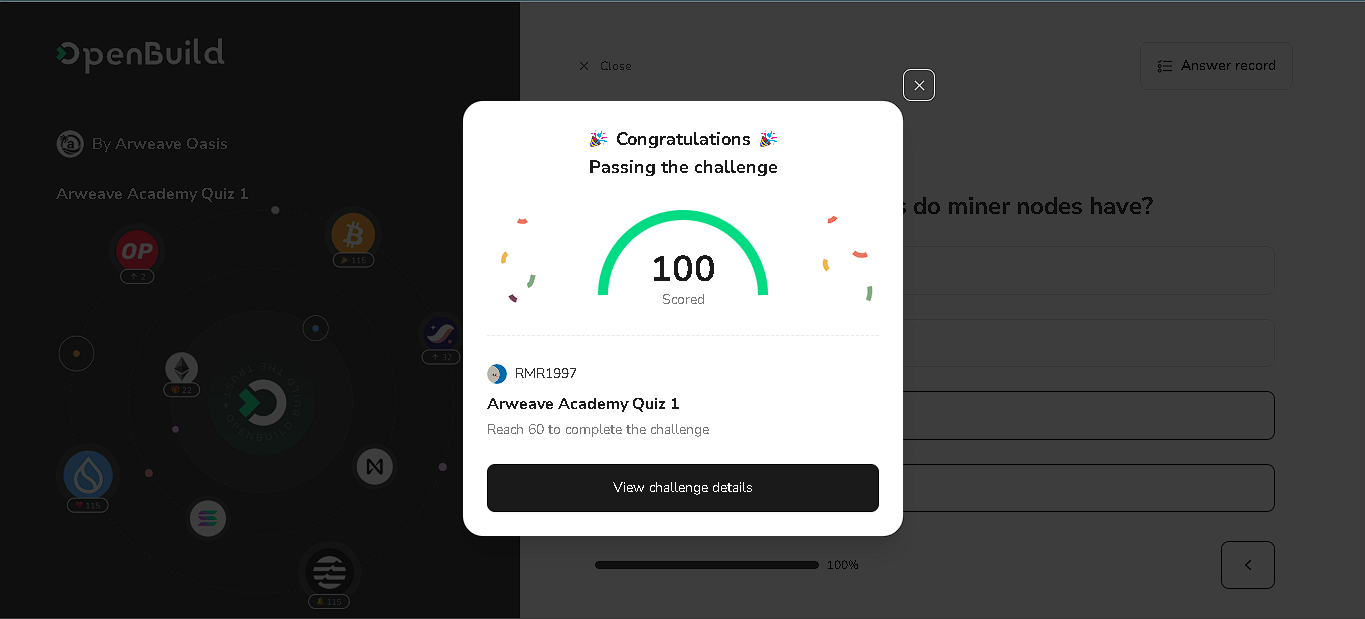 OpenBuild
By Arweave Oasis
Arweave Academy Quiz 1
OP
2
115
32
22
115
115
Close
Answer record
do miner nodes have?
100%
🎉 Congratulations 🎉
Passing the challenge
100
Scored
RMR1997
Arweave Academy Quiz 1
Reach 60 to complete the challenge
View challenge details